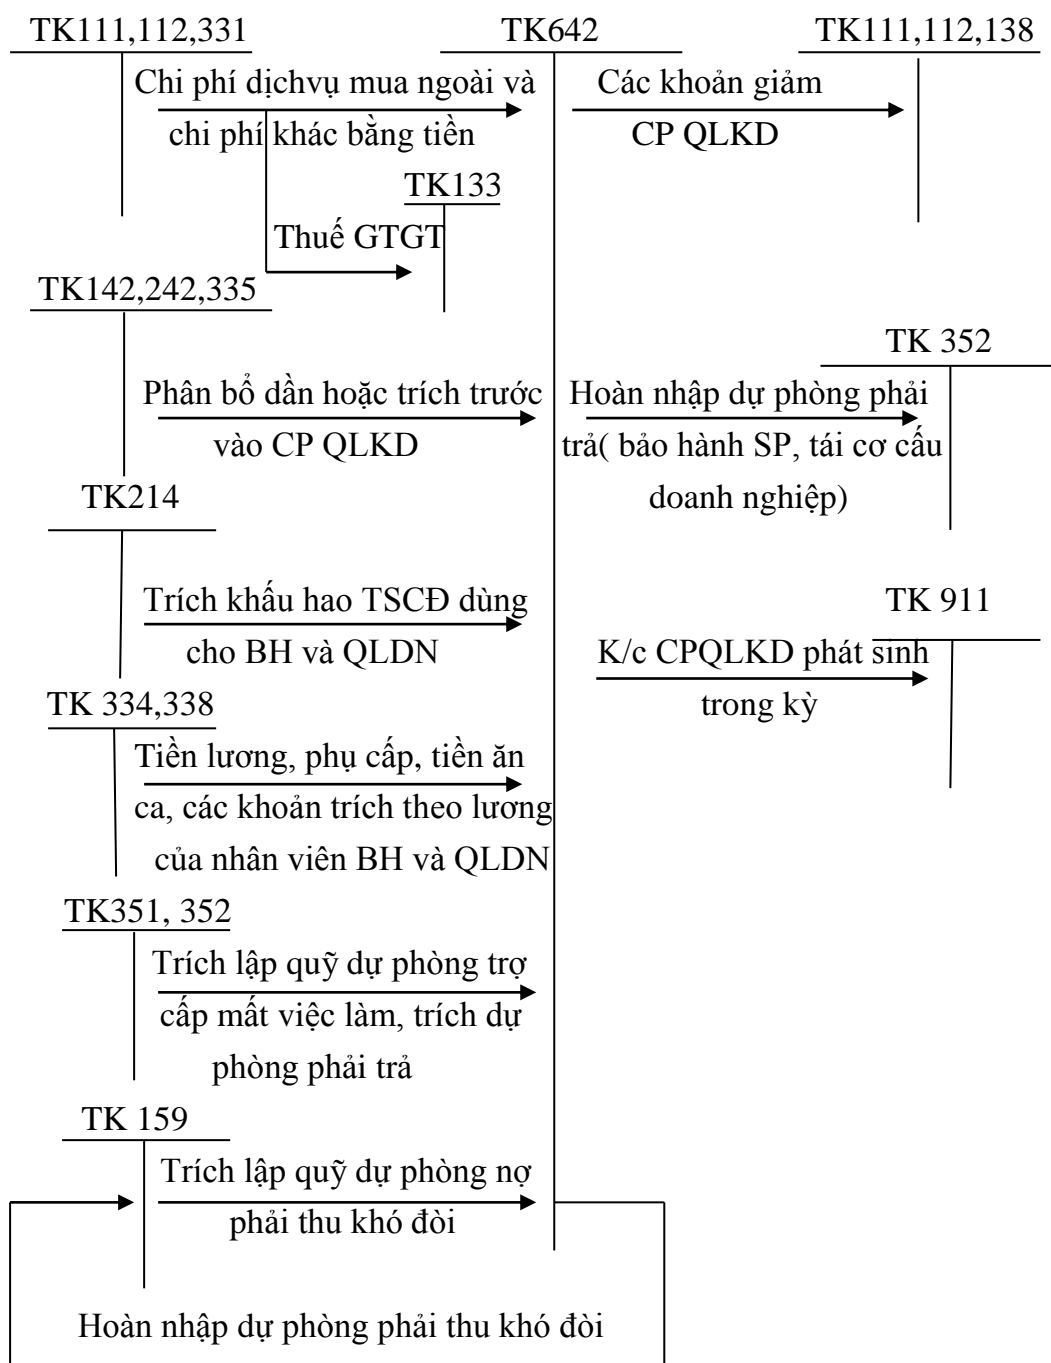 TK111,112,331
TK642
TK111,112,138
Chi phí dịchvụ mua ngoài và
chi phí khác bằng tiền
Các khoản giảm
CP QLKD
TK133
Thuế GTGT
TK142,242,335
TK 352
Phân bổ dần hoặc trích trước
vào CP QLKD
Hoàn nhập dự phòng phải
trả( bảo hành SP, tái cơ cấu
doanh nghiệp)
TK214
Trích khấu hao TSCĐ dùng
cho BH và QLDN
TK 911
K/c CPQLKD phát sinh
trong kỳ
TK 334,338
Tiền lương, phụ cấp, tiền ăn
ca, các khoản trích theo lương
của nhân viên BH và QLDN
TK351, 352
Trích lập quỹ dự phòng trợ
cấp mất việc làm, trích dự
phòng phải trả
TK 159
Trích lập quỹ dự phòng nợ
phải thu khó đòi
Hoàn nhập dự phòng phải thu khó đòi